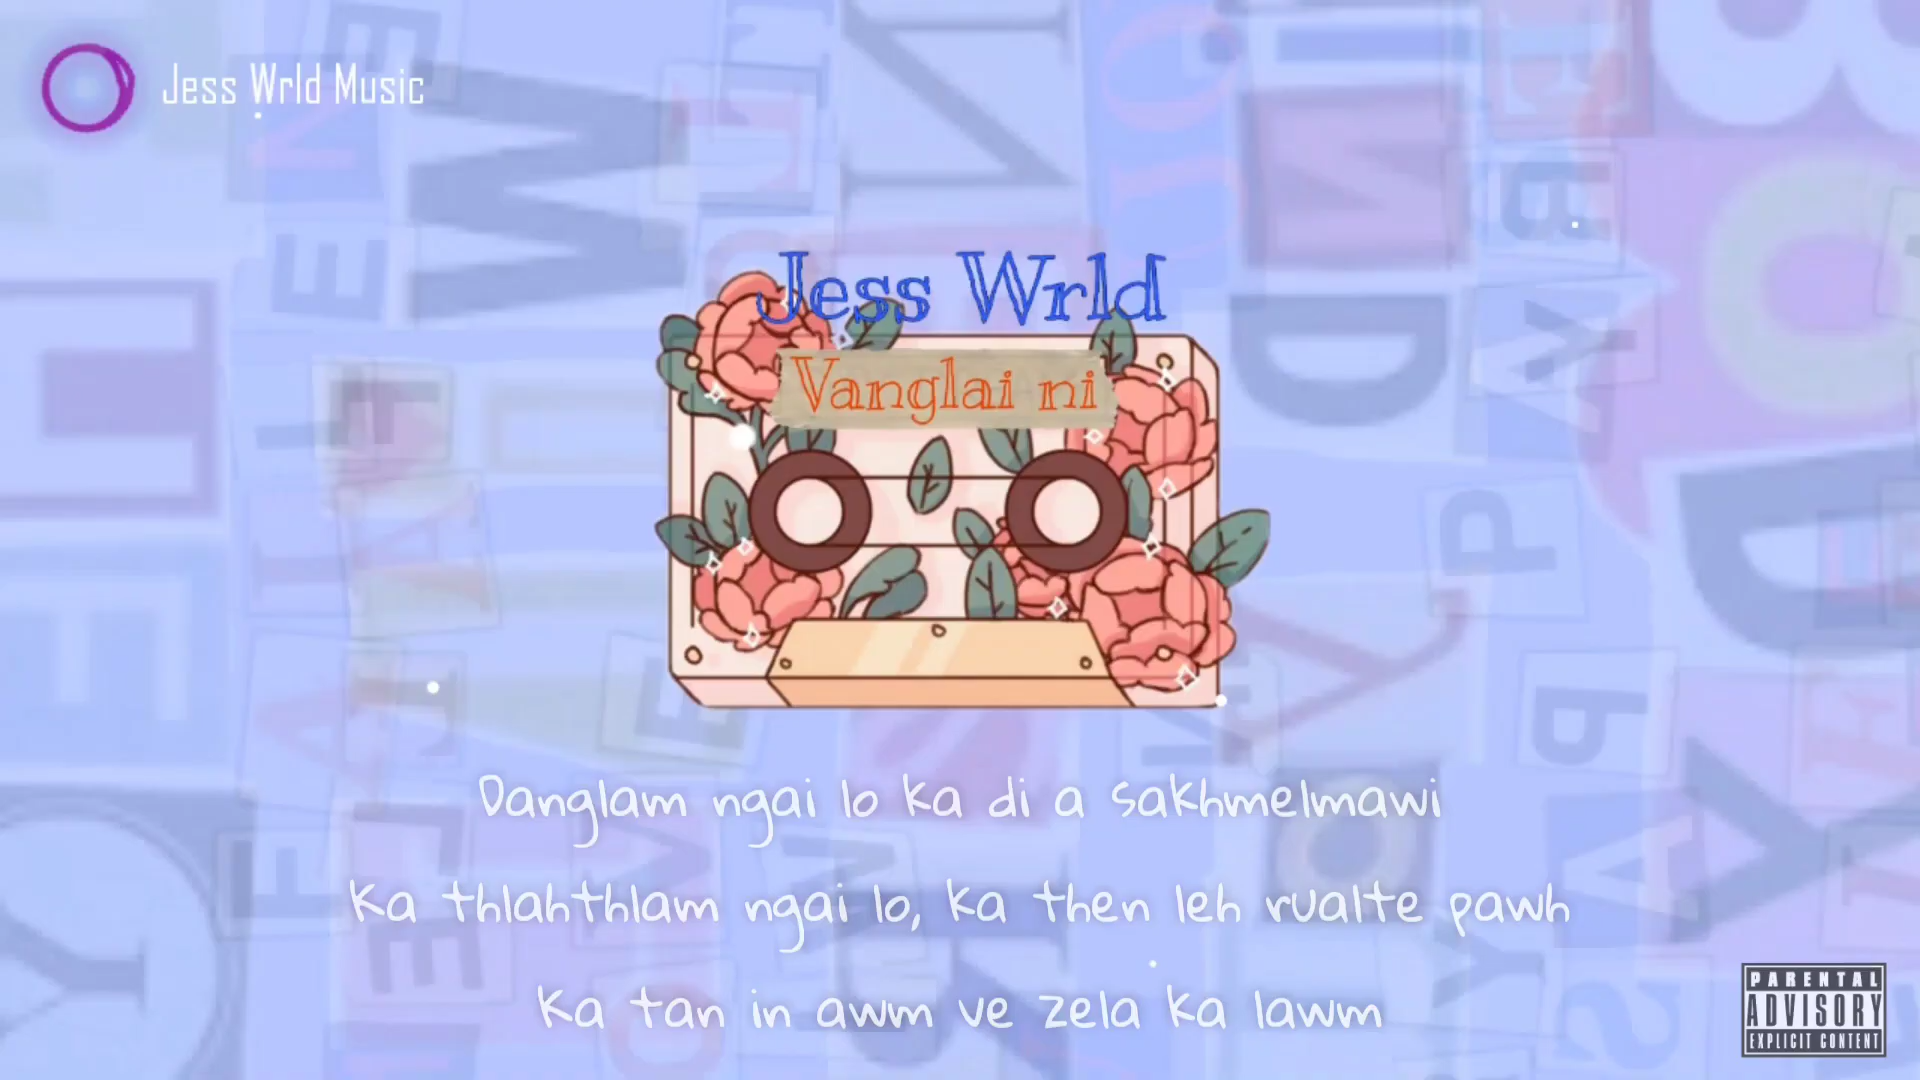 Jess Wrld Music
Jess Wrld
Vanglai ni
Danglam ngai lo ka di a sakhmelmawi
Ka thlahthlam ngai lo, ka then leh rualte pawh
Ka tan in awm ve zela ka lawm
PARENTAL
ADVISORY
EXPLICIT CONTENT